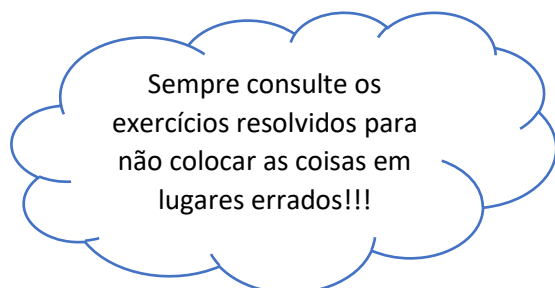 Sempre consulte os
exercícios resolvidos para
não colocar as coisas em
lugares errados!!!